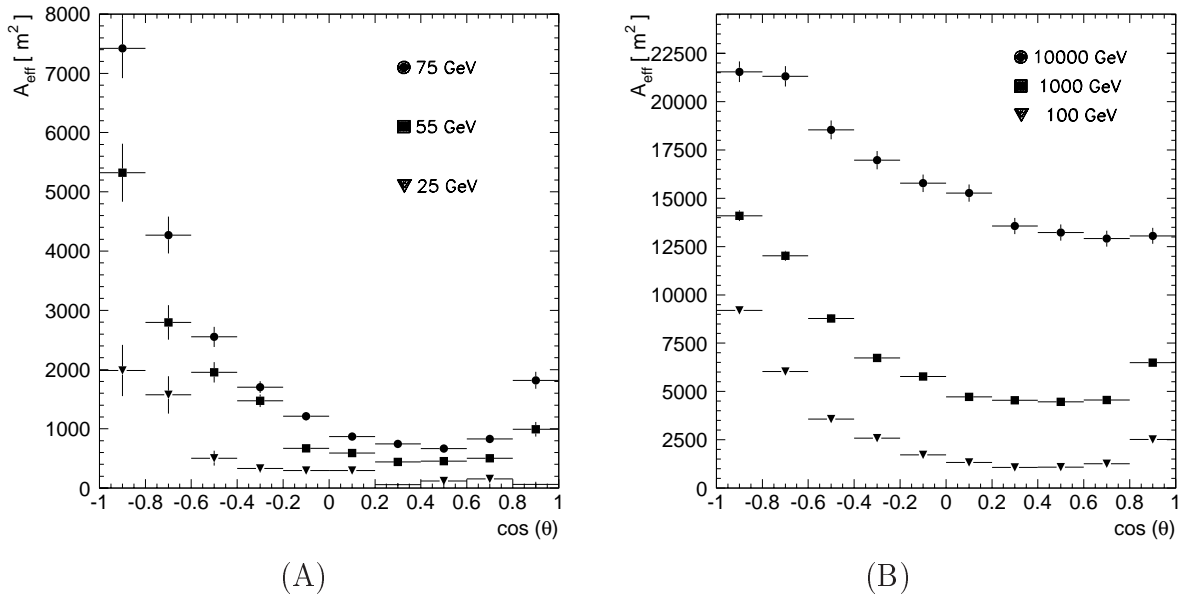 A_eff [ m² ]
8000
7000
6000
5000
4000
3000
2000
1000
0
75 GeV
55 GeV
25 GeV
-1 -0.8 -0.6 -0.4 -0.2 0 0.2 0.4 0.6 0.8 1
cos (θ)
(A)
A_eff [ m² ]
22500
20000
17500
15000
12500
10000
7500
5000
2500
0
10000 GeV
1000 GeV
100 GeV
-1 -0.8 -0.6 -0.4 -0.2 0 0.2 0.4 0.6 0.8 1
cos (θ)
(B)